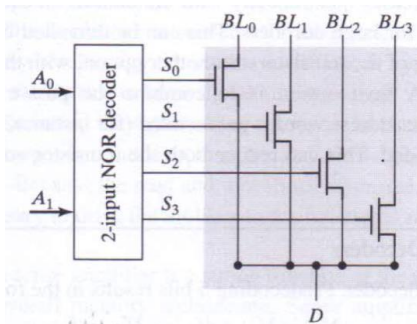 BL0 BL1 BL2 BL3
S0
A0
S1
2-input NOR decoder
S2
A1
S3
D